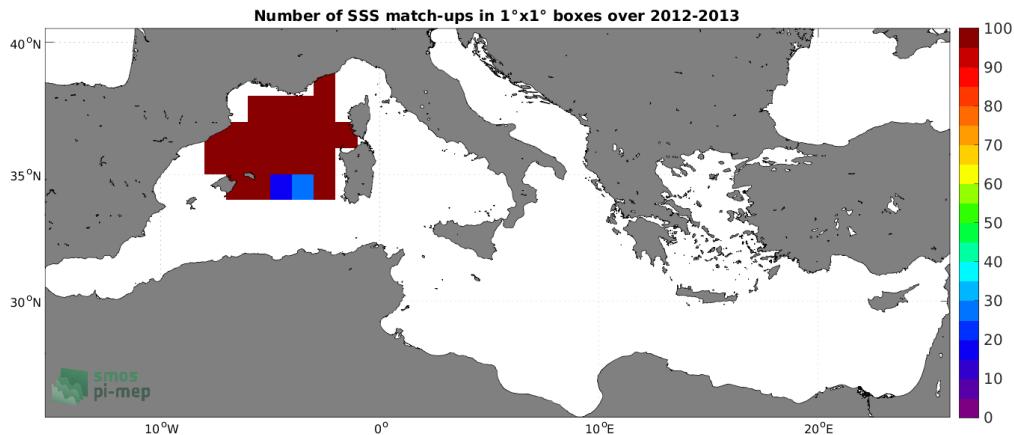 Number of SSS match-ups in 1°x1° boxes over 2012-2013
40°N
35°N
30°N
10°W
0°
10°E
20°E
100
90
80
70
60
50
40
30
20
10
0
smos
pi-mep